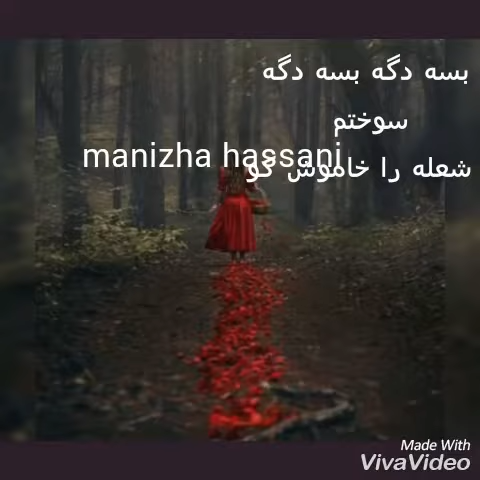 بسه دگه بسه دگه
سوختم
manizha hassani
شعله را خاموش کو
Made With
VivaVideo